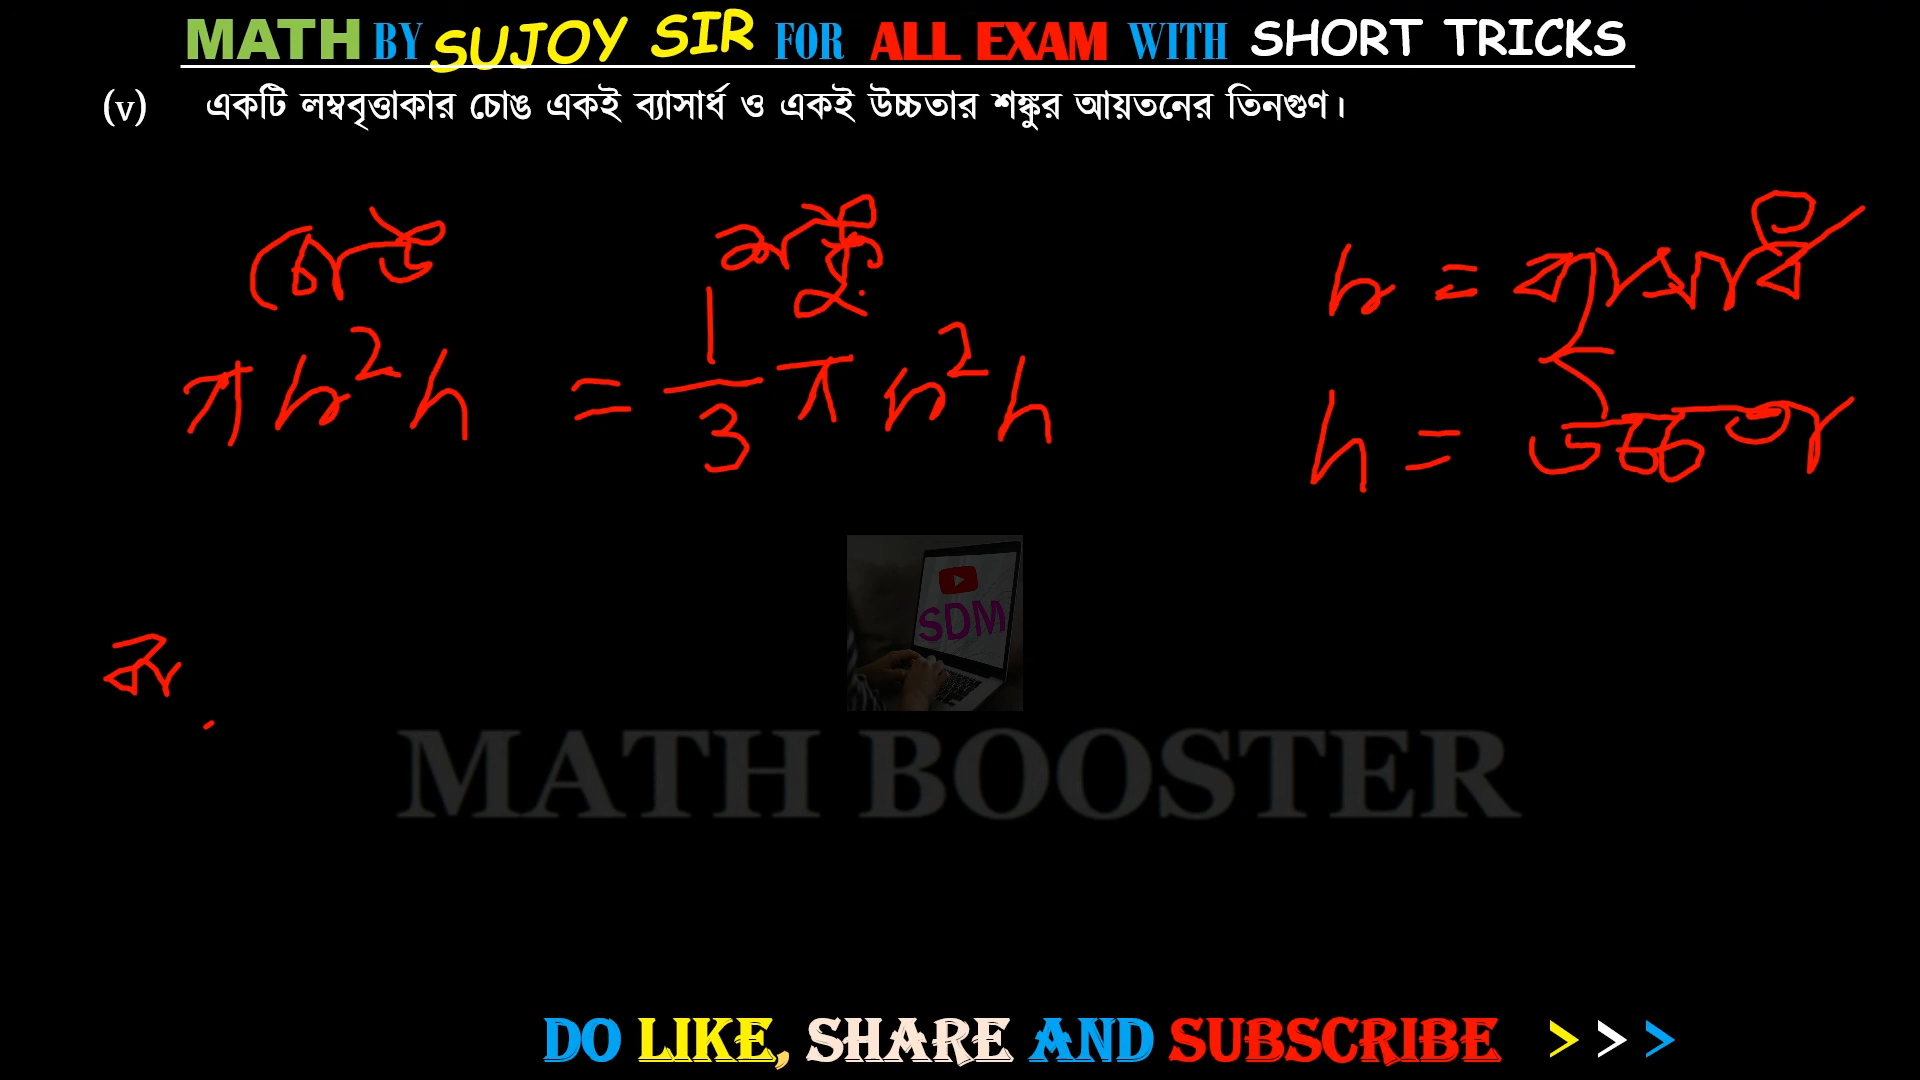 MATH BY SUJOY SIR FOR ALL EXAM WITH SHORT TRICKS
(v) একটি লম্ববৃত্তাকার চোঙ একই ব্যাসার্ধ ও একই উচ্চতার শঙ্কুর আয়তনের তিনগুণ।
চোঙ শঙ্কু r = ব্যাসার্ধ
πr²h = 1/3 πr²h h = উচ্চতা
SDM
MATH BOOSTER
DO LIKE, SHARE AND SUBSCRIBE > > >